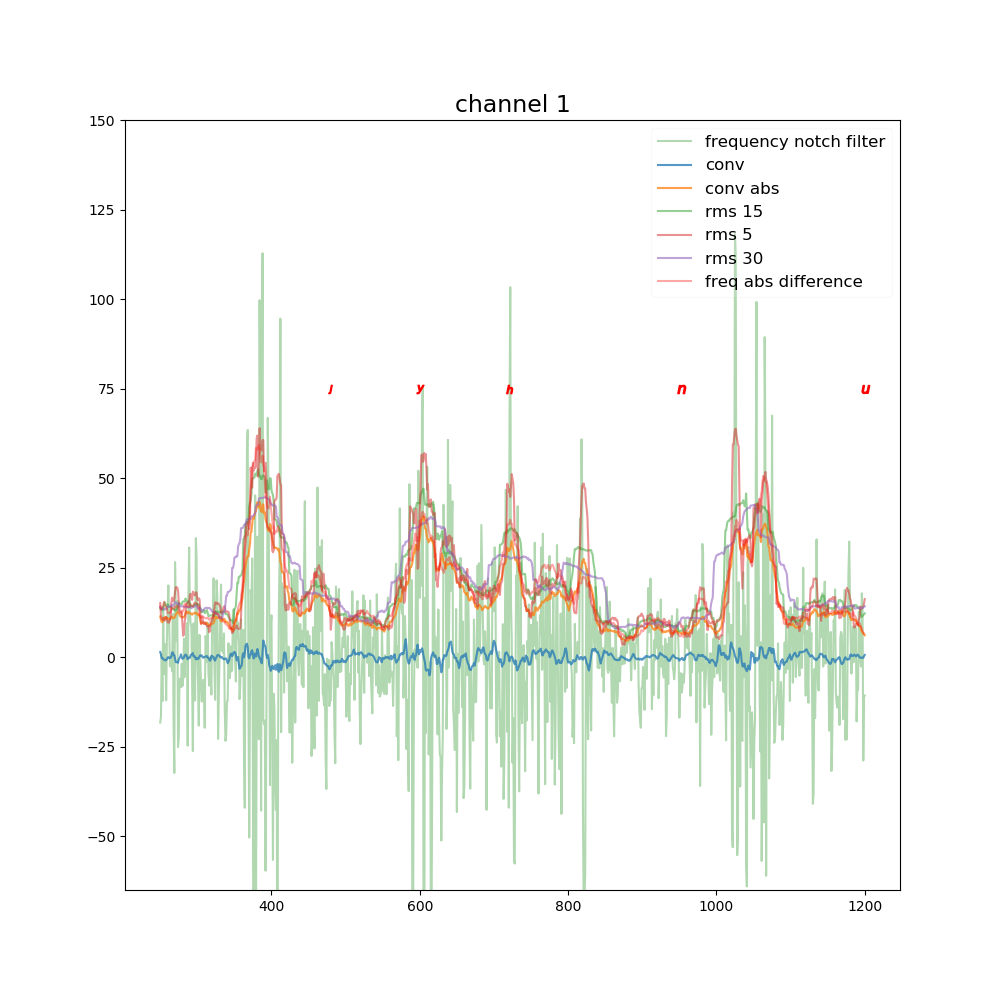 channel 1
150
125
100
75
50
25
0
−25
−50
frequency notch filter
conv
conv abs
rms 15
rms 5
rms 30
freq abs difference
j y h n u
400 600 800 1000 1200